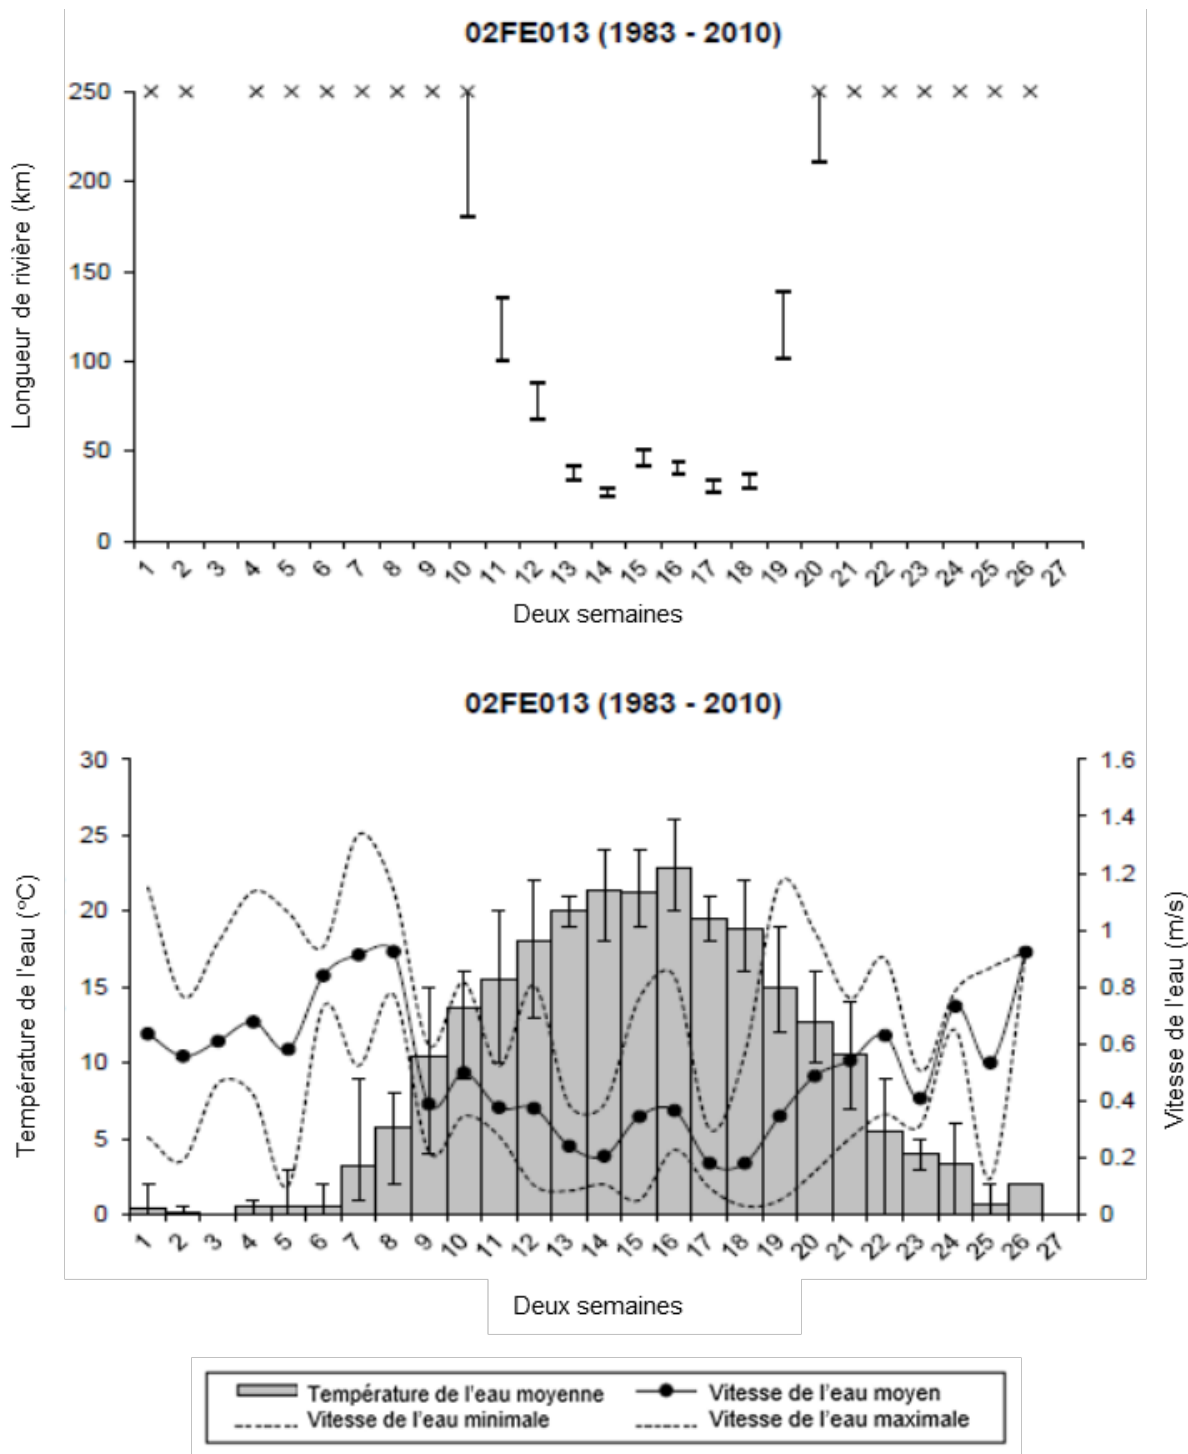 02FE013 (1983 - 2010)
Longueur de rivière (km)
250
200
150
100
50
0
1 2 3 4 5 6 7 8 9 10 11 12 13 14 15 16 17 18 19 20 21 22 23 24 25 26 27
Deux semaines
02FE013 (1983 - 2010)
Température de l'eau (°C)
30
25
20
15
10
5
0
1.6
1.4
1.2
1
0.8
0.6
0.4
0.2
0
Vitesse de l'eau (m/s)
1 2 3 4 5 6 7 8 9 10 11 12 13 14 15 16 17 18 19 20 21 22 23 24 25 26 27
Deux semaines
Température de l'eau moyenne
Vitesse de l'eau moyen
Vitesse de l'eau minimale
Vitesse de l'eau maximale